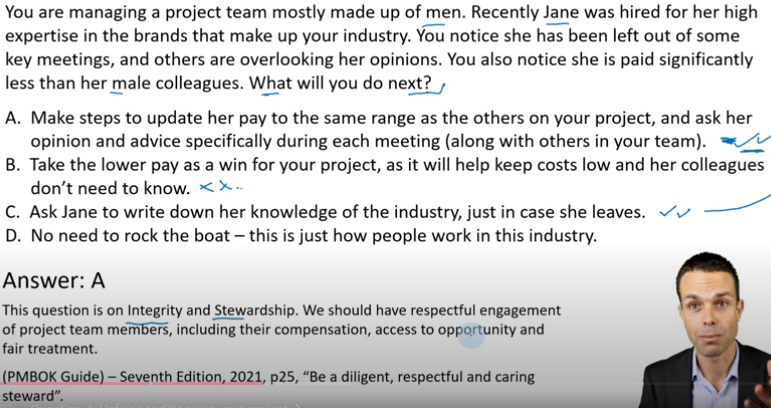 You are managing a project team mostly made up of men. Recently Jane was hired for her high
expertise in the brands that make up your industry. You notice she has been left out of some
key meetings, and others are overlooking her opinions. You also notice she is paid significantly
less than her male colleagues. What will you do next?
A. Make steps to update her pay to the same range as the others on your project, and ask her
opinion and advice specifically during each meeting (along with others in your team).
B. Take the lower pay as a win for your project, as it will help keep costs low and her colleagues
don’t need to know.
C. Ask Jane to write down her knowledge of the industry, just in case she leaves.
D. No need to rock the boat – this is just how people work in this industry.
Answer: A
This question is on Integrity and Stewardship. We should have respectful engagement
of project team members, including their compensation, access to opportunity and
fair treatment.
(PMBOK Guide) – Seventh Edition, 2021, p25, “Be a diligent, respectful and caring
steward”.